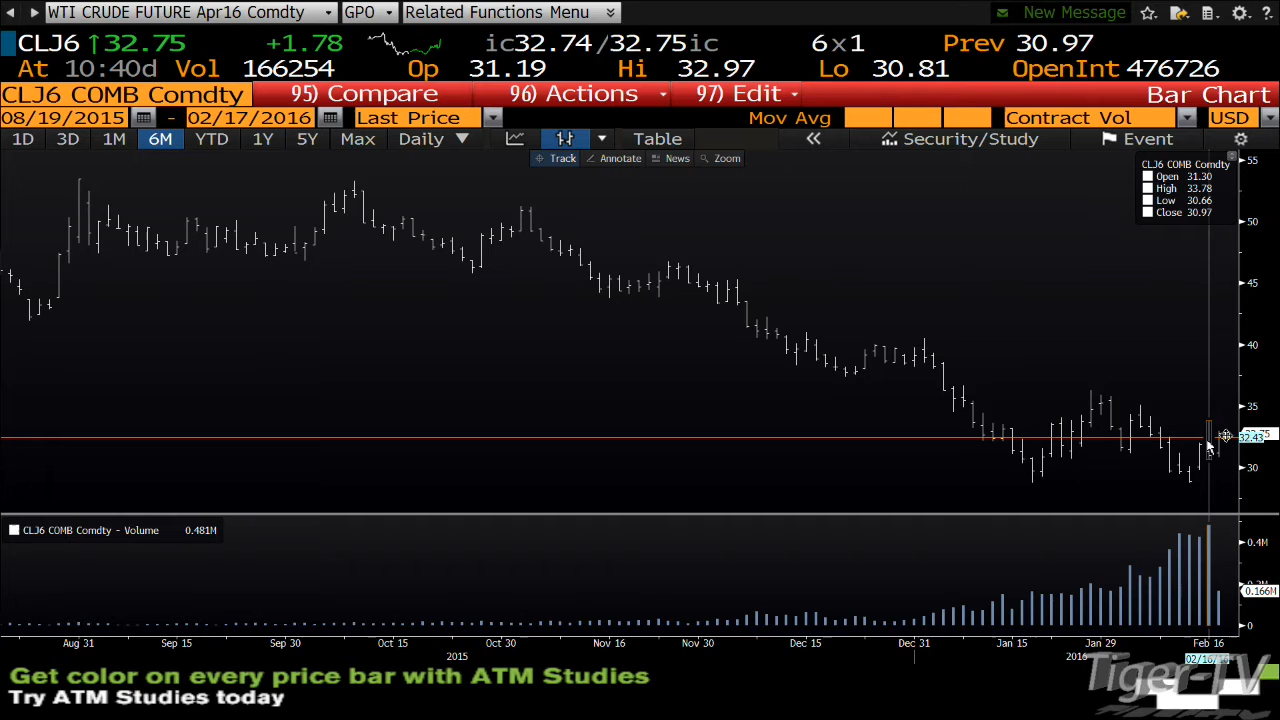 WTI CRUDE FUTURE Apr16 Comdty GPO Related Functions Menu New Message
CLJ6 ↑32.75 +1.78 ic32.74/32.75ic 6x1 Prev 30.97
At 10:40d Vol 166254 Op 31.19 Hi 32.97 Lo 30.81 OpenInt 476726
CLJ6 COMB Comdty 95) Compare 96) Actions 97) Edit Bar Chart
08/19/2015 - 02/17/2016 Last Price Mov Avg Contract Vol USD
1D 3D 1M 6M YTD 1Y 5Y Max Daily Table Security/Study Event
Track Annotate News Zoom
CLJ6 COMB Comdty
Open 31.30
High 33.78
Low 30.66
Close 30.97
55
50
45
40
35
32.43
30
CLJ6 COMB Comdty - Volume 0.481M
0.4M
0.166M
0
Aug 31 Sep 15 Sep 30 Oct 15 Oct 30 Nov 16 Nov 30 Dec 15 Dec 31 Jan 15 Jan 29 Feb 16
2015 2016
Get color on every price bar with ATM Studies
Try ATM Studies today
Tiger-TV